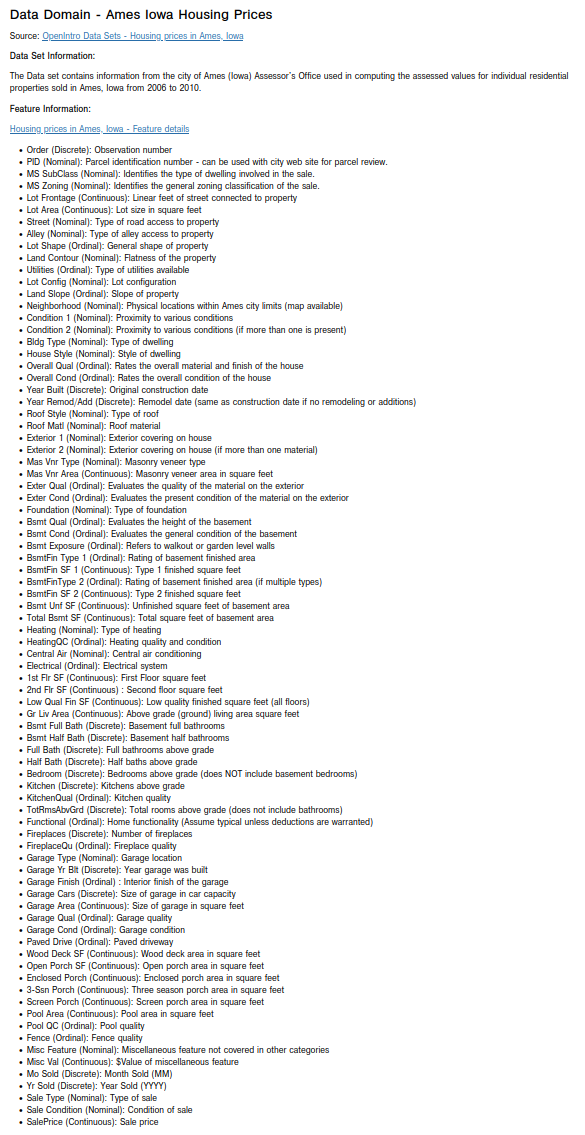 Data Domain - Ames Iowa Housing Prices
Source: OpenIntro Data Sets - Housing prices in Ames, Iowa
Data Set Information:
The Data set contains information from the city of Ames (Iowa) Assessor's Office used in computing the assessed values for individual residential
properties sold in Ames, Iowa from 2006 to 2010.
Feature Information:
Housing prices in Ames, Iowa - Feature details
• Order (Discrete): Observation number
• PID (Nominal): Parcel identification number - can be used with city web site for parcel review.
• MS SubClass (Nominal): Identifies the type of dwelling involved in the sale.
• MS Zoning (Nominal): Identifies the general zoning classification of the sale.
• Lot Frontage (Continuous): Linear feet of street connected to property
• Lot Area (Continuous): Lot size in square feet
• Street (Nominal): Type of road access to property
• Alley (Nominal): Type of alley access to property
• Lot Shape (Ordinal): General shape of property
• Land Contour (Nominal): Flatness of the property
• Utilities (Ordinal): Type of utilities available
• Lot Config (Nominal): Lot configuration
• Land Slope (Ordinal): Slope of property
• Neighborhood (Nominal): Physical locations within Ames city limits (map available)
• Condition 1 (Nominal): Proximity to various conditions
• Condition 2 (Nominal): Proximity to various conditions (if more than one is present)
• Bldg Type (Nominal): Type of dwelling
• House Style (Nominal): Style of dwelling
• Overall Qual (Ordinal): Rates the overall material and finish of the house
• Overall Cond (Ordinal): Rates the overall condition of the house
• Year Built (Discrete): Original construction date
• Year Remod/Add (Discrete): Remodel date (same as construction date if no remodeling or additions)
• Roof Style (Nominal): Type of roof
• Roof Matl (Nominal): Roof material
• Exterior 1 (Nominal): Exterior covering on house
• Exterior 2 (Nominal): Exterior covering on house (if more than one material)
• Mas Vnr Type (Nominal): Masonry veneer type
• Mas Vnr Area (Continuous): Masonry veneer area in square feet
• Exter Qual (Ordinal): Evaluates the quality of the material on the exterior
• Exter Cond (Ordinal): Evaluates the present condition of the material on the exterior
• Foundation (Nominal): Type of foundation
• Bsmt Qual (Ordinal): Evaluates the height of the basement
• Bsmt Cond (Ordinal): Evaluates the general condition of the basement
• Bsmt Exposure (Ordinal): Refers to walkout or garden level walls
• BsmtFin Type 1 (Ordinal): Rating of basement finished area
• BsmtFin SF 1 (Continuous): Type 1 finished square feet
• BsmtFinType 2 (Ordinal): Rating of basement finished area (if multiple types)
• BsmtFin SF 2 (Continuous): Type 2 finished square feet
• Bsmt Unf SF (Continuous): Unfinished square feet of basement area
• Total Bsmt SF (Continuous): Total square feet of basement area
• Heating (Nominal): Type of heating
• HeatingQC (Ordinal): Heating quality and condition
• Central Air (Nominal): Central air conditioning
• Electrical (Ordinal): Electrical system
• 1st Flr SF (Continuous): First Floor square feet
• 2nd Flr SF (Continuous) : Second floor square feet
• Low Qual Fin SF (Continuous): Low quality finished square feet (all floors)
• Gr Liv Area (Continuous): Above grade (ground) living area square feet
• Bsmt Full Bath (Discrete): Basement full bathrooms
• Bsmt Half Bath (Discrete): Basement half bathrooms
• Full Bath (Discrete): Full bathrooms above grade
• Half Bath (Discrete): Half baths above grade
• Bedroom (Discrete): Bedrooms above grade (does NOT include basement bedrooms)
• Kitchen (Discrete): Kitchens above grade
• KitchenQual (Ordinal): Kitchen quality
• TotRmsAbvGrd (Discrete): Total rooms above grade (does not include bathrooms)
• Functional (Ordinal): Home functionality (Assume typical unless deductions are warranted)
• Fireplaces (Discrete): Number of fireplaces
• FireplaceQu (Ordinal): Fireplace quality
• Garage Type (Nominal): Garage location
• Garage Yr Blt (Discrete): Year garage was built
• Garage Finish (Ordinal) : Interior finish of the garage
• Garage Cars (Discrete): Size of garage in car capacity
• Garage Area (Continuous): Size of garage in square feet
• Garage Qual (Ordinal): Garage quality
• Garage Cond (Ordinal): Garage condition
• Paved Drive (Ordinal): Paved driveway
• Wood Deck SF (Continuous): Wood deck area in square feet
• Open Porch SF (Continuous): Open porch area in square feet
• Enclosed Porch (Continuous): Enclosed porch area in square feet
• 3-Ssn Porch (Continuous): Three season porch area in square feet
• Screen Porch (Continuous): Screen porch area in square feet
• Pool Area (Continuous): Pool area in square feet
• Pool QC (Ordinal): Pool quality
• Fence (Ordinal): Fence quality
• Misc Feature (Nominal): Miscellaneous feature not covered in other categories
• Misc Val (Continuous): $Value of miscellaneous feature
• Mo Sold (Discrete): Month Sold (MM)
• Yr Sold (Discrete): Year Sold (YYYY)
• Sale Type (Nominal): Type of sale
• Sale Condition (Nominal): Condition of sale
• SalePrice (Continuous): Sale price